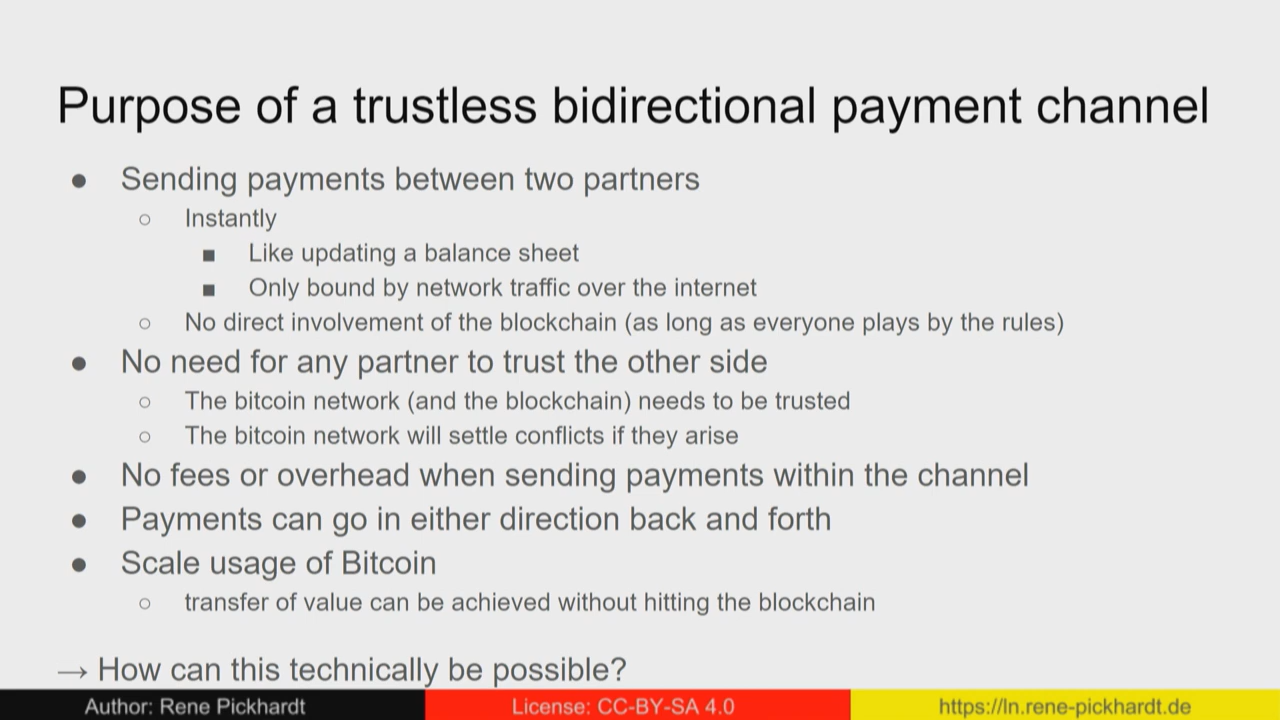 Purpose of a trustless bidirectional payment channel
● Sending payments between two partners
○ Instantly
■ Like updating a balance sheet
■ Only bound by network traffic over the internet
○ No direct involvement of the blockchain (as long as everyone plays by the rules)
● No need for any partner to trust the other side
○ The bitcoin network (and the blockchain) needs to be trusted
○ The bitcoin network will settle conflicts if they arise
● No fees or overhead when sending payments within the channel
● Payments can go in either direction back and forth
● Scale usage of Bitcoin
○ transfer of value can be achieved without hitting the blockchain
→ How can this technically be possible?
Author: Rene Pickhardt
License: CC-BY-SA 4.0
https://ln.rene-pickhardt.de